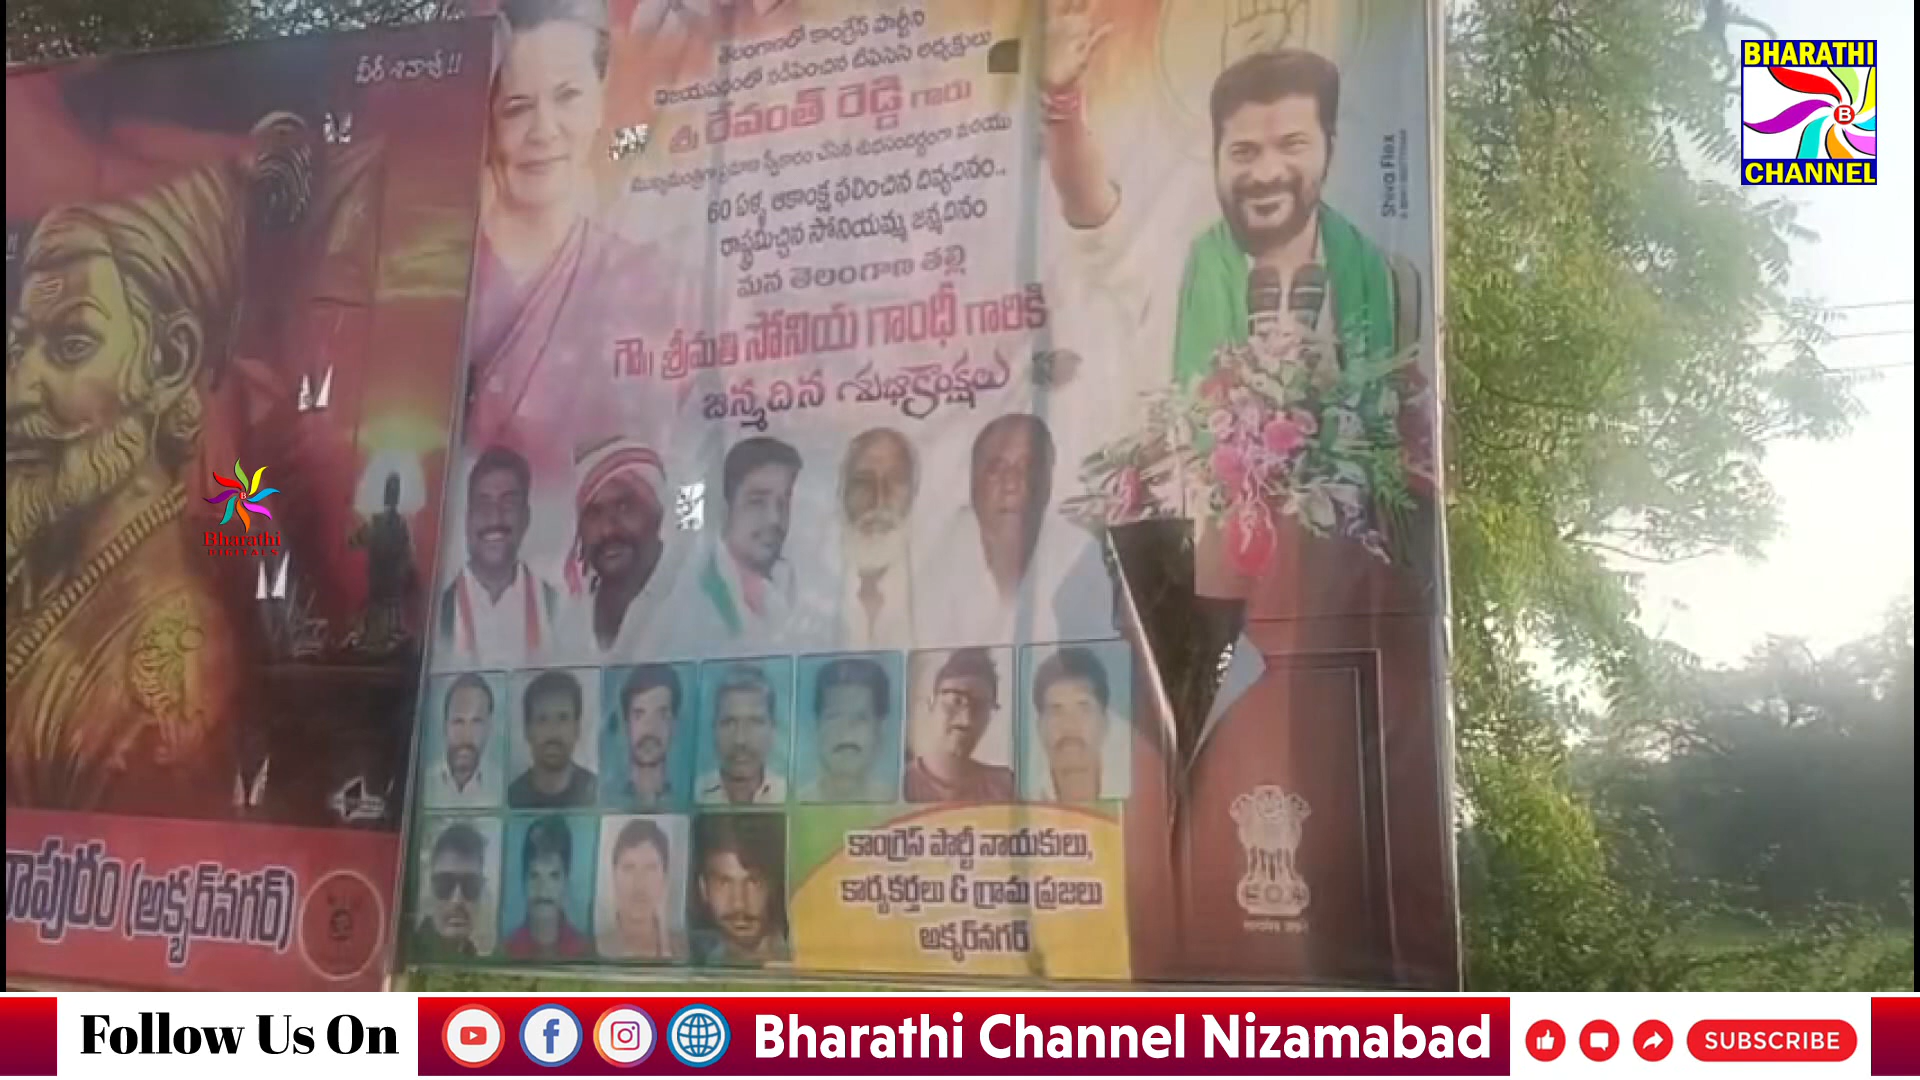 వీర్ శివాజీ !!
తెలంగాణలో కాంగ్రెస్ పార్టీని
విజయపథంలో నడిపించిన టీపీసీసీ అధ్యక్షులు
శ్రీ రేవంత్ రెడ్డి గారు
ముఖ్యమంత్రిగా ప్రమాణ స్వీకారం చేసిన శుభసందర్భంగా మరియు
60 ఏళ్ళ ఆకాంక్ష ఫలించిన దివ్యదినం..
రాష్ట్రమిచ్చిన సోనియమ్మ జన్మదినం
మన తెలంగాణ తల్లి
గౌ॥ శ్రీమతి సోనియ గాంధీ గారికి
జన్మదిన శుభాకాంక్షలు
Shiva Flex
కాంగ్రెస్ పార్టీ నాయకులు,
కార్యకర్తలు & గ్రామ ప్రజలు
అక్బర్‌నగర్
(అక్బర్‌నగర్)
BHARATHI
B
CHANNEL
B
Bharathi
DIGITALS
Follow Us On
Bharathi Channel Nizamabad
SUBSCRIBE